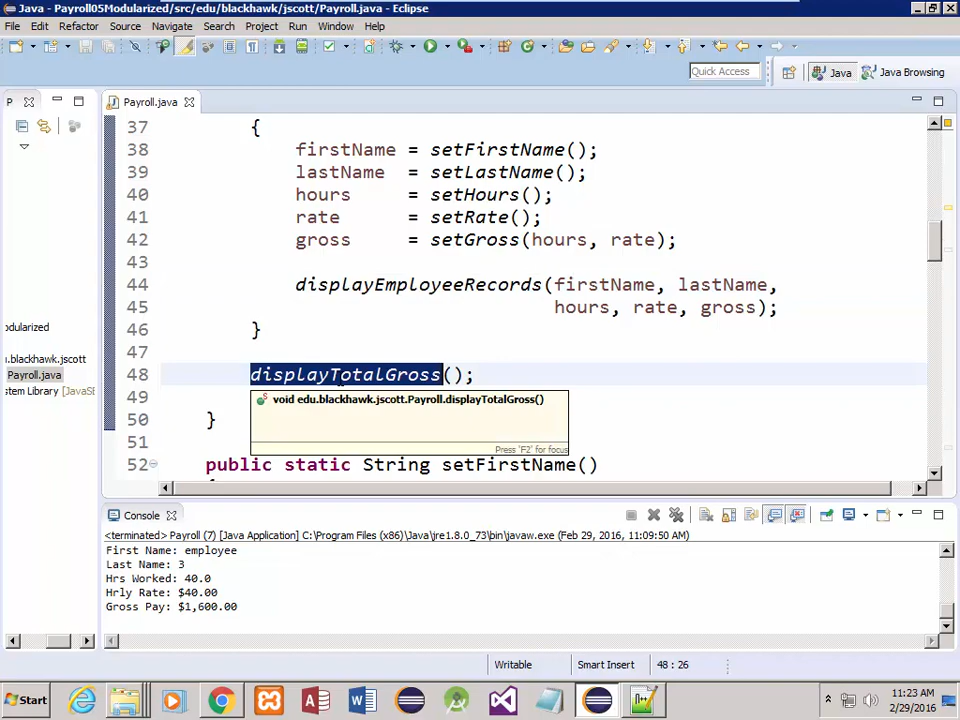 Java - Payroll05Modularized/src/edu/blackhawk/jscott/Payroll.java - Eclipse
File Edit Refactor Source Navigate Search Project Run Window Help
Quick Access
Java
Java Browsing
P
Payroll.java
37 {
38 firstName = setFirstName();
39 lastName = setLastName();
40 hours = setHours();
41 rate = setRate();
42 gross = setGross(hours, rate);
43
44 displayEmployeeRecords(firstName, lastName,
45 hours, rate, gross);
46 }
47
48 displayTotalGross();
49
50 }
51
52 public static String setFirstName()
void edu.blackhawk.jscott.Payroll.displayTotalGross()
Press 'F2' for focus
odularized
u.blackhawk.jscott
Payroll.java
stem Library [JavaSE
Console
<terminated> Payroll (7) [Java Application] C:\Program Files (x86)\Java\jre1.8.0_73\bin\javaw.exe (Feb 29, 2016, 11:09:50 AM)
First Name: employee
Last Name: 3
Hrs Worked: 40.0
Hrly Rate: $40.00
Gross Pay: $1,600.00
Writable
Smart Insert
48 : 26
Start
11:23 AM
2/29/2016